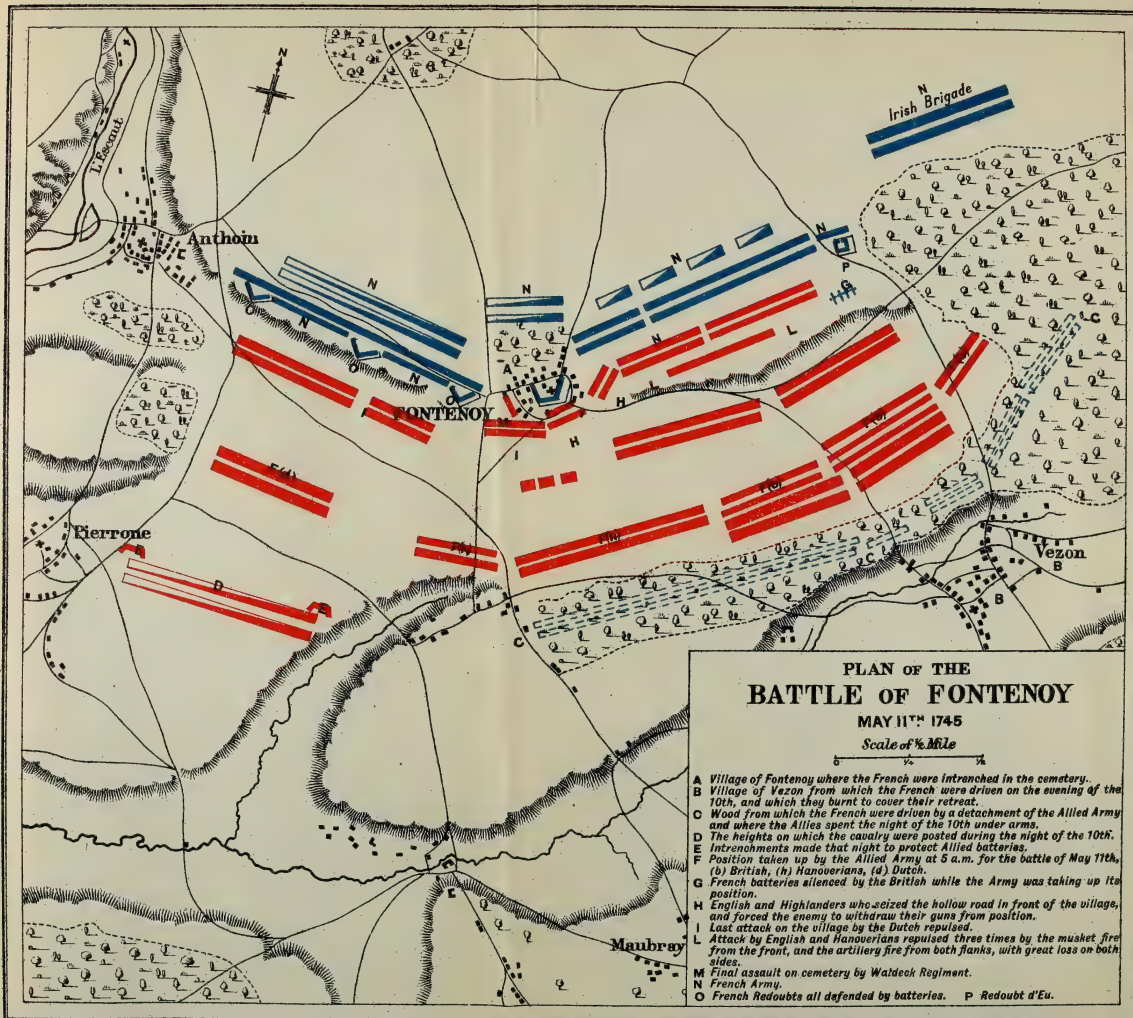 N
N
Irish Brigade
L'Escaut
Anthoin
N
N
N
N
N
P
G
O
N
O
N
O
A
N
L
L
H
C
FONTENOY
H
I
F(d)
F(b)
F(b)
F(h)
Pierrone
E
D
E
C
C
Vezon
B
B
Maubray
PLAN OF THE
BATTLE OF FONTENOY
MAY 11TH 1745
Scale of ½ Mile
0 ¼ ½
A Village of Fontenoy where the French were intrenched in the cemetery.
B Village of Vezon from which the French were driven on the evening of the
10th, and which they burnt to cover their retreat.
C Wood from which the French were driven by a detachment of the Allied Army
and where the Allies spent the night of the 10th under arms.
D The heights on which the cavalry were posted during the night of the 10th.
E Intrenchments made that night to protect Allied batteries.
F Position taken up by the Allied Army at 5 a.m. for the battle of May 11th,
(b) British, (h) Hanoverians, (d) Dutch.
G French batteries silenced by the British while the Army was taking up its
position.
H English and Highlanders who seized the hollow road in front of the village,
and forced the enemy to withdraw their guns from position.
I Last attack on the village by the Dutch repulsed.
L Attack by English and Hanoverians repulsed three times by the musket fire
from the front, and the artillery fire from both flanks, with great loss on both
sides.
M Final assault on cemetery by Waldeck Regiment.
N French Army.
O French Redoubts all defended by batteries. P Redoubt d'Eu.